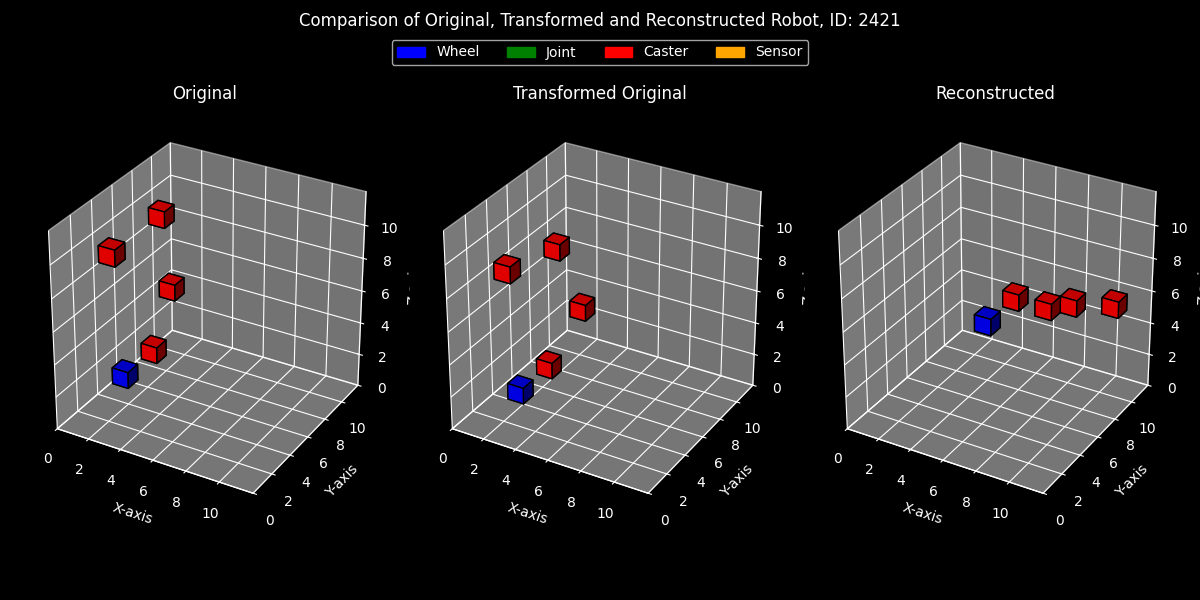 Comparison of Original, Transformed and Reconstructed Robot, ID: 2421
Wheel Joint Caster Sensor
Original Transformed Original Reconstructed
10 10 10
8 8 8
6 6 6
4 4 4
2 2 2
0 0 0
10 10 10
8 8 8
6 6 6
4 4 4
2 2 2
0 0 0
0 2 4 6 8 10 0 2 4 6 8 10 0 2 4 6 8 10
X-axis Y-axis X-axis Y-axis X-axis Y-axis